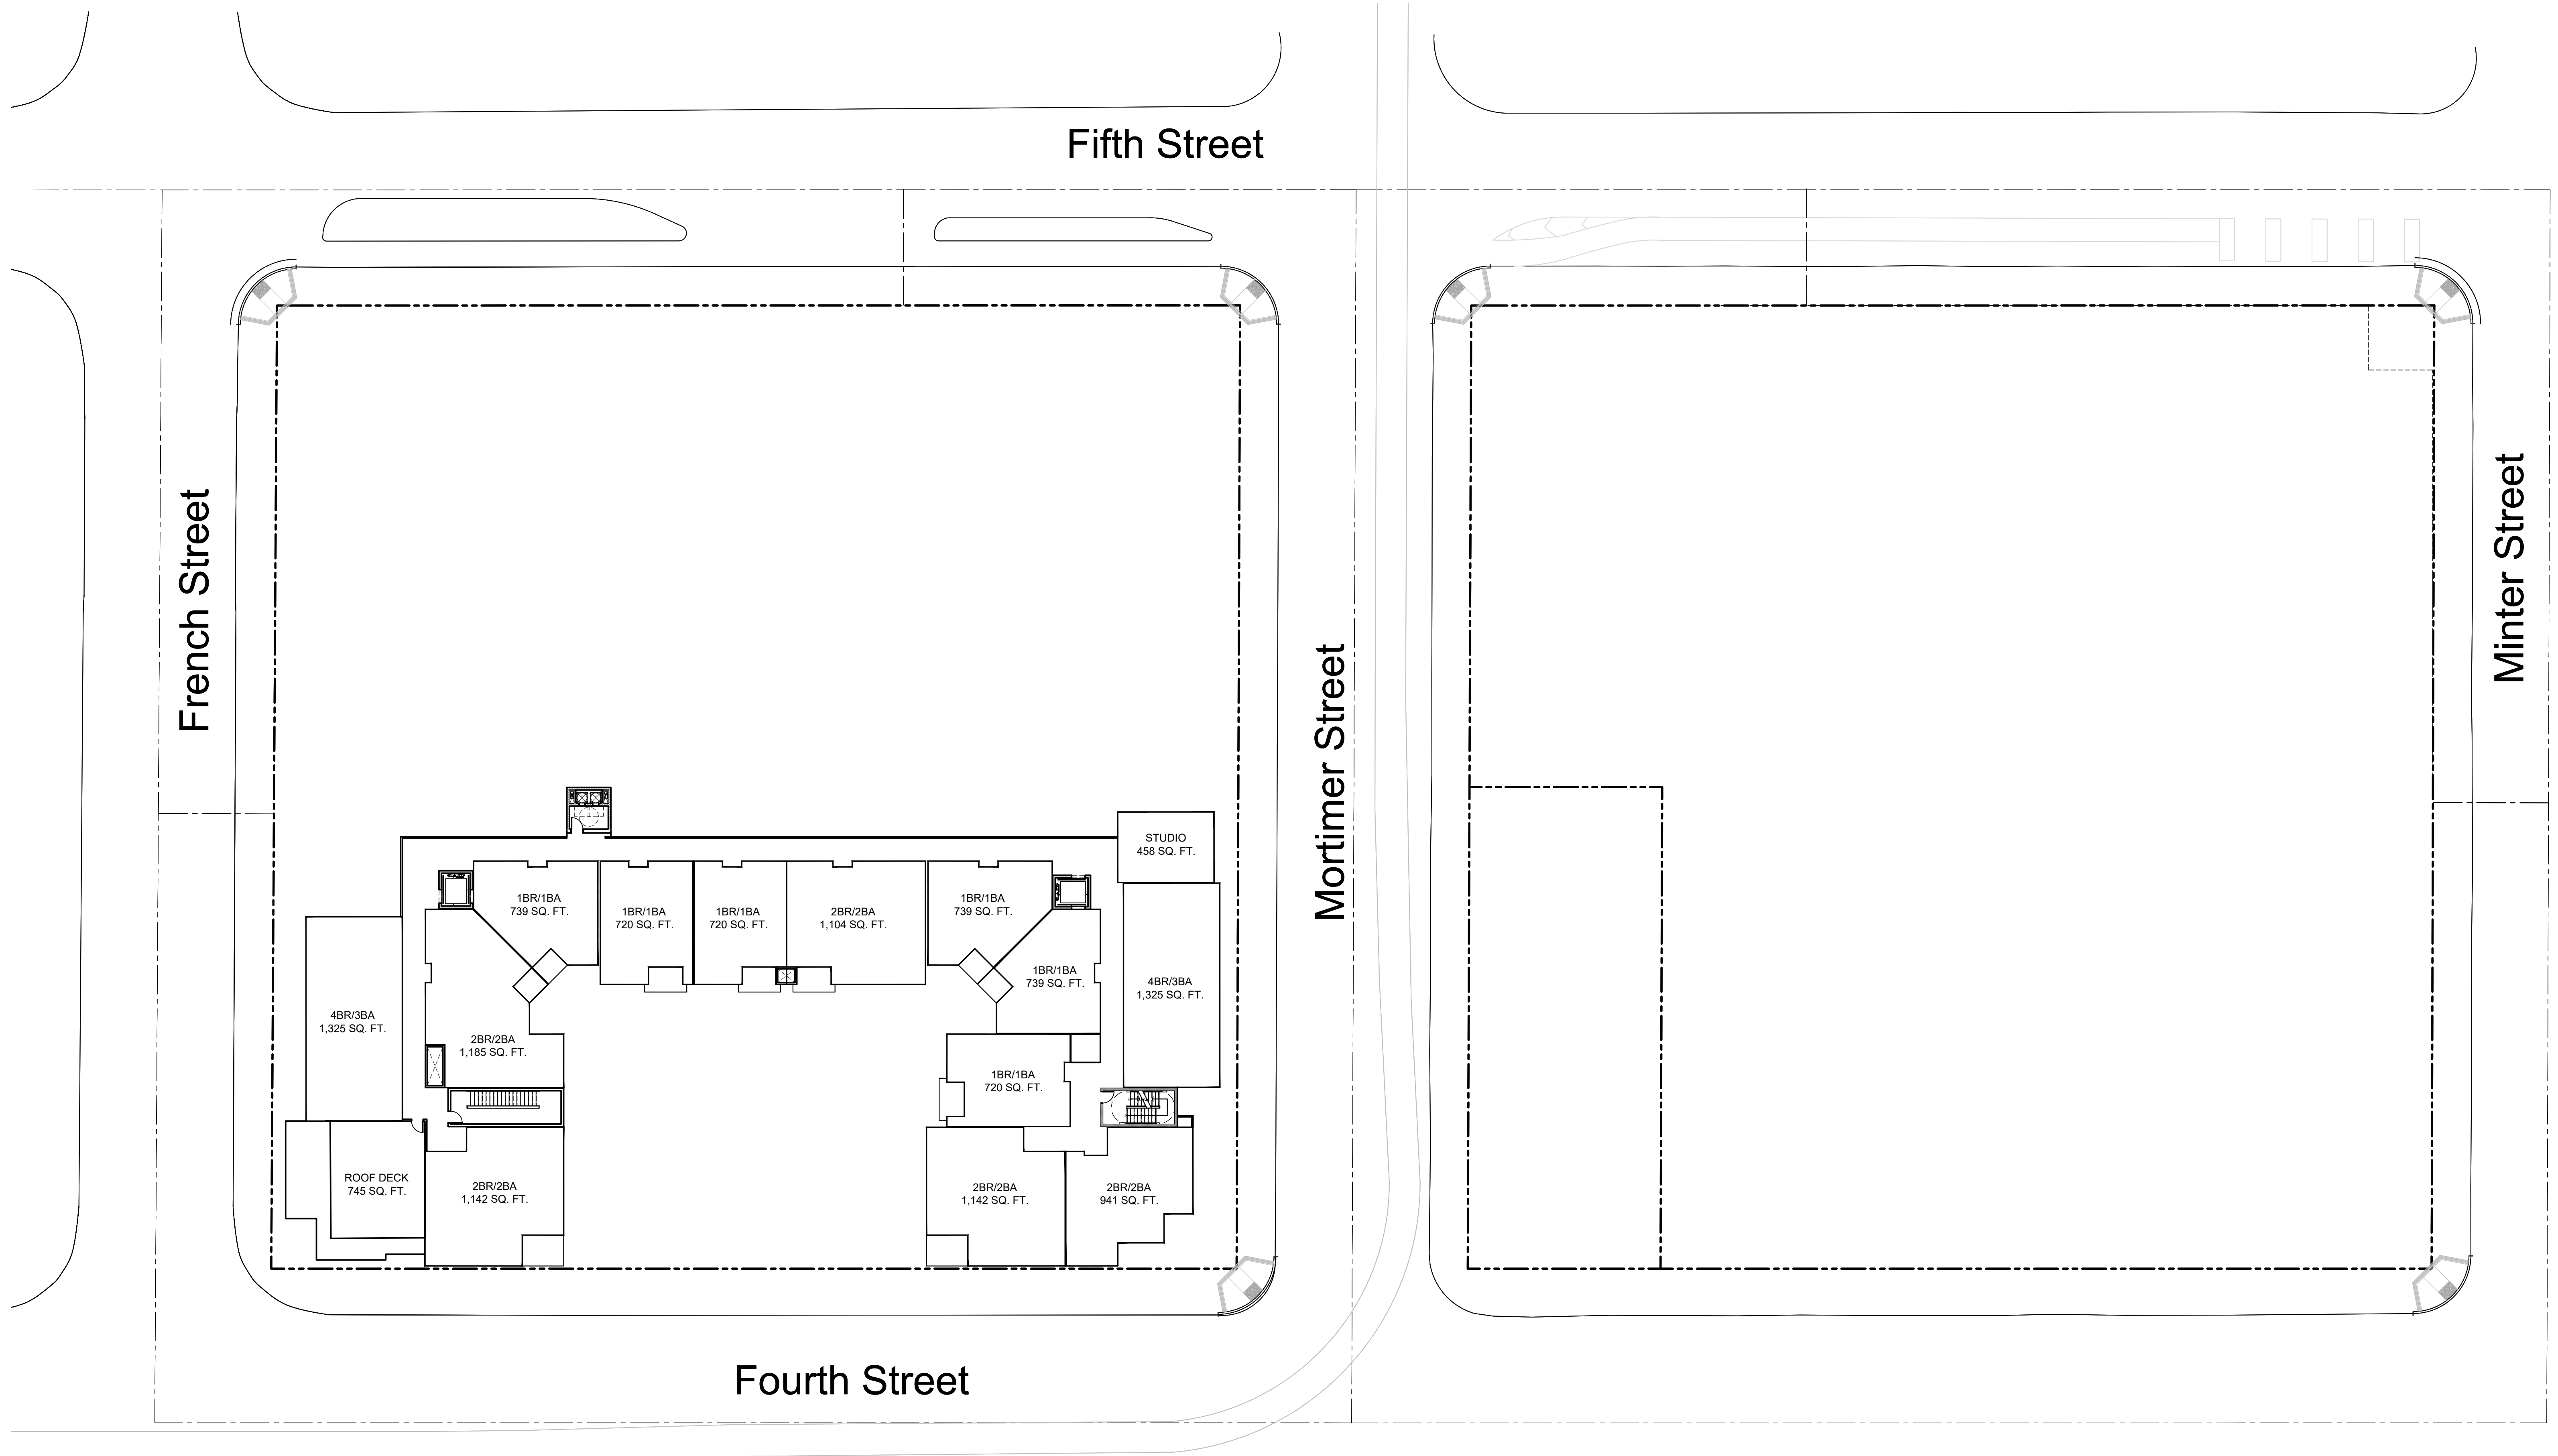 Fifth Street
French Street
Mortimer Street
Minter Street
STUDIO
458 SQ. FT.
1BR/1BA
739 SQ. FT.
1BR/1BA
720 SQ. FT.
1BR/1BA
720 SQ. FT.
2BR/2BA
1,104 SQ. FT.
1BR/1BA
739 SQ. FT.
1BR/1BA
739 SQ. FT.
4BR/3BA
1,325 SQ. FT.
4BR/3BA
1,325 SQ. FT.
2BR/2BA
1,185 SQ. FT.
1BR/1BA
720 SQ. FT.
ROOF DECK
745 SQ. FT.
2BR/2BA
1,142 SQ. FT.
2BR/2BA
1,142 SQ. FT.
2BR/2BA
941 SQ. FT.
Fourth Street